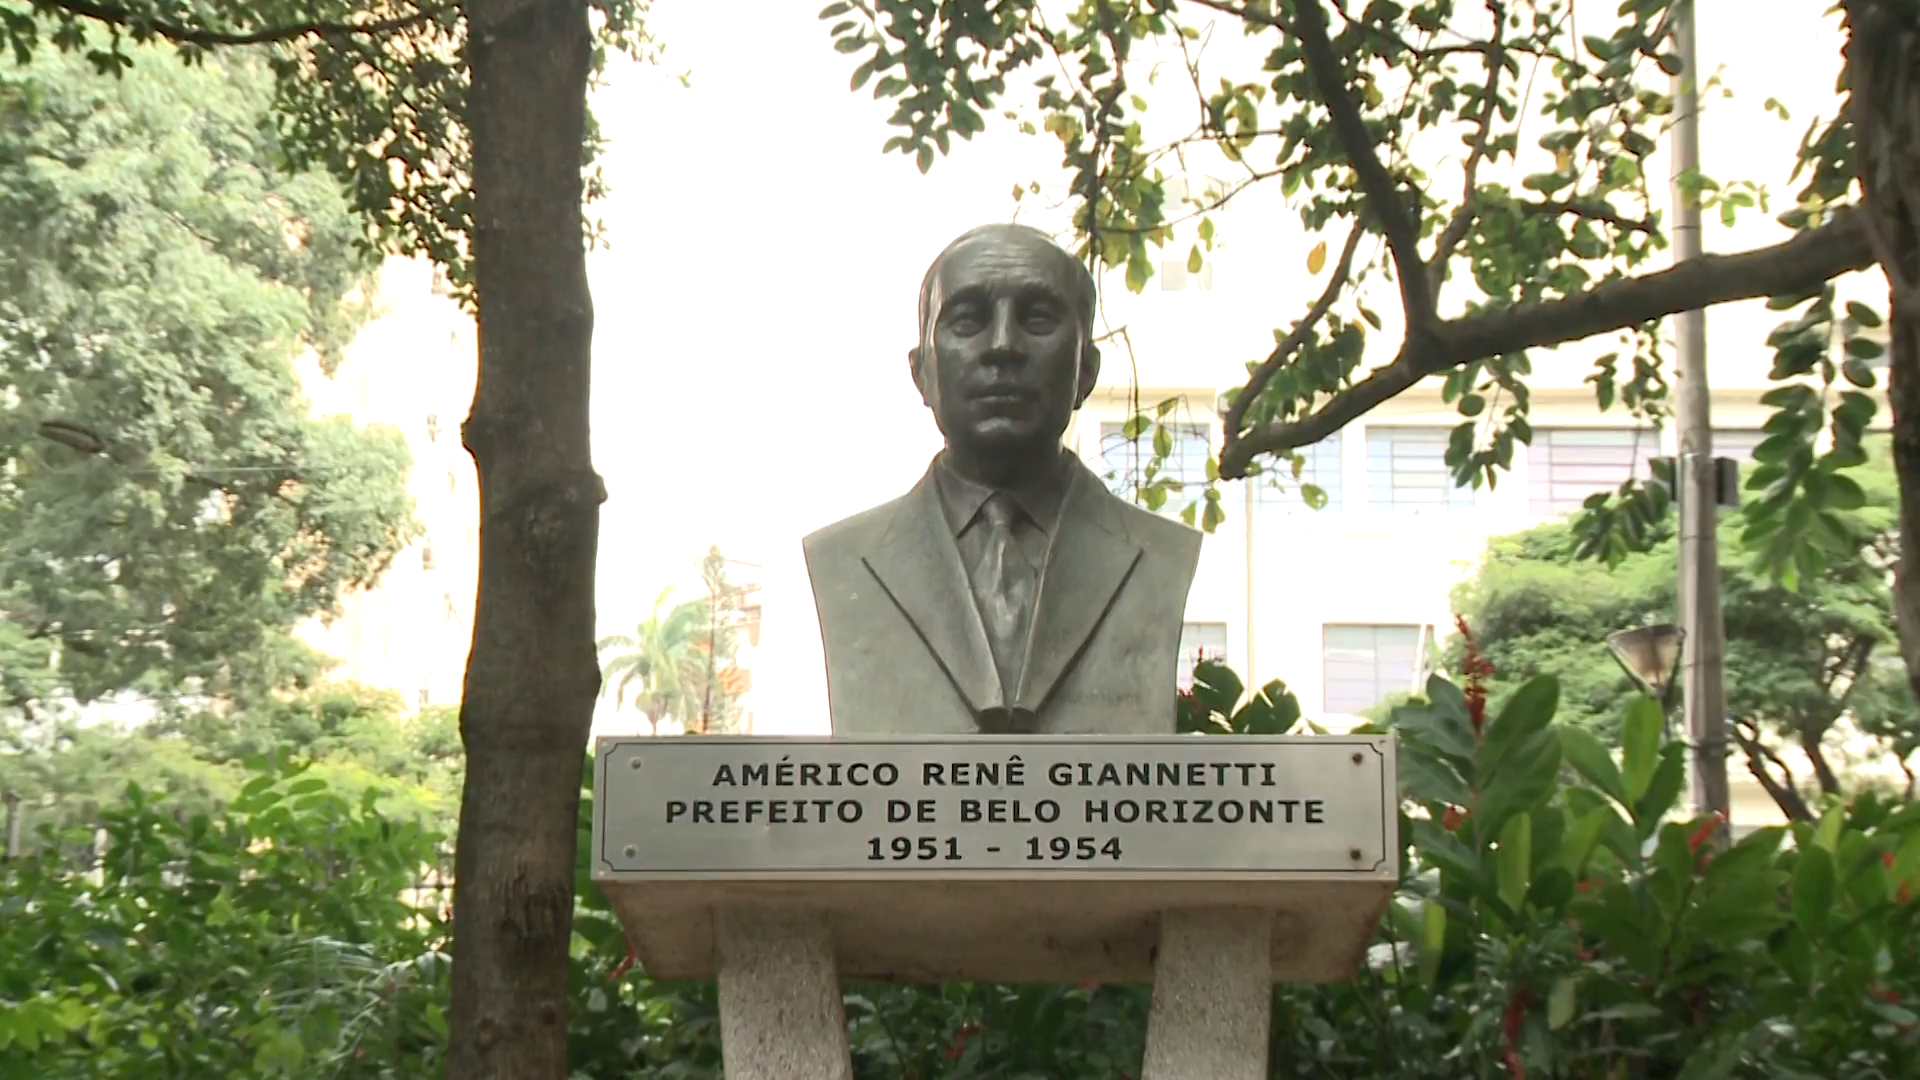 AMÉRICO RENÊ GIANNETTI
PREFEITO DE BELO HORIZONTE
1951 - 1954